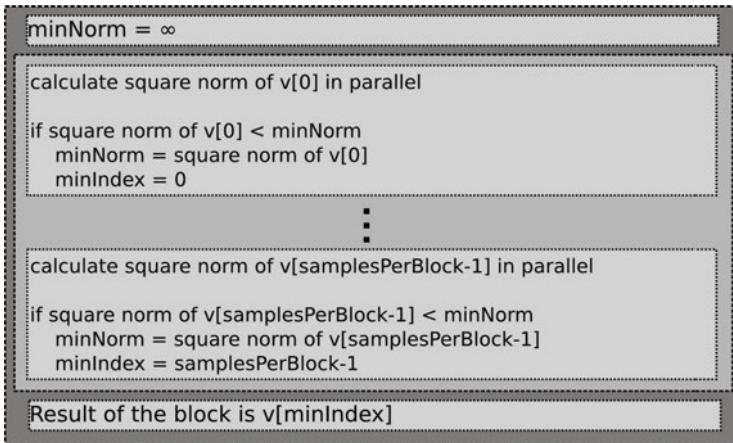 minNorm = ∞
calculate square norm of v[0] in parallel
if square norm of v[0] < minNorm
minNorm = square norm of v[0]
minIndex = 0
calculate square norm of v[samplesPerBlock-1] in parallel
if square norm of v[samplesPerBlock-1] < minNorm
minNorm = square norm of v[samplesPerBlock-1]
minIndex = samplesPerBlock-1
Result of the block is v[minIndex]